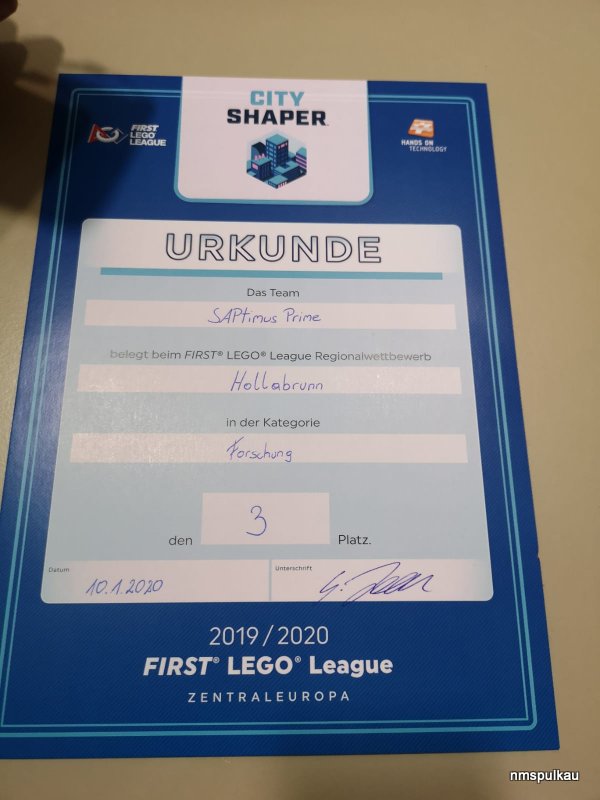 CITY
SHAPER
FIRST
LEGO
LEAGUE
HANDS ON
TECHNOLOGY
URKUNDE
Das Team
SAPtimus Prime
belegt beim FIRST® LEGO® League Regionalwettbewerb
Hollabrunn
in der Kategorie
Forschung
den 3 Platz.
Datum
10.1.2020
Unterschrift
2019/2020
FIRST® LEGO® League
ZENTRALEUROPA
nmspulkau